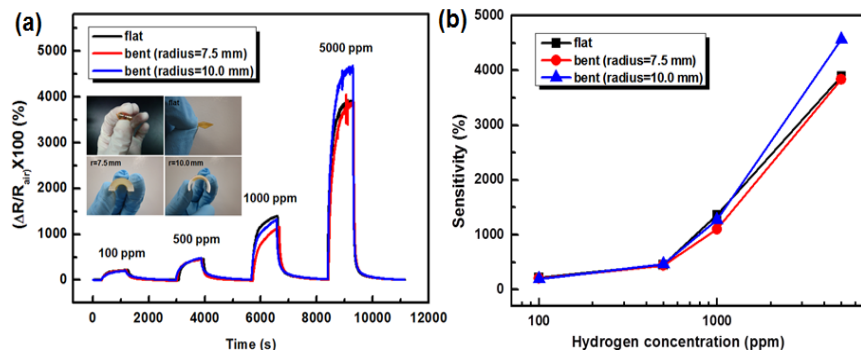 (a)
(ΔR/Rair)X100 (%)
5000
4000
3000
2000
1000
0
flat
bent (radius=7.5 mm)
bent (radius=10.0 mm)
flat
r=7.5 mm
r=10.0 mm
100 ppm
500 ppm
1000 ppm
5000 ppm
0 2000 4000 6000 8000 10000 12000
Time (s)
(b)
Sensitivity (%)
5000
4000
3000
2000
1000
0
flat
bent (radius=7.5 mm)
bent (radius=10.0 mm)
100 1000
Hydrogen concentration (ppm)